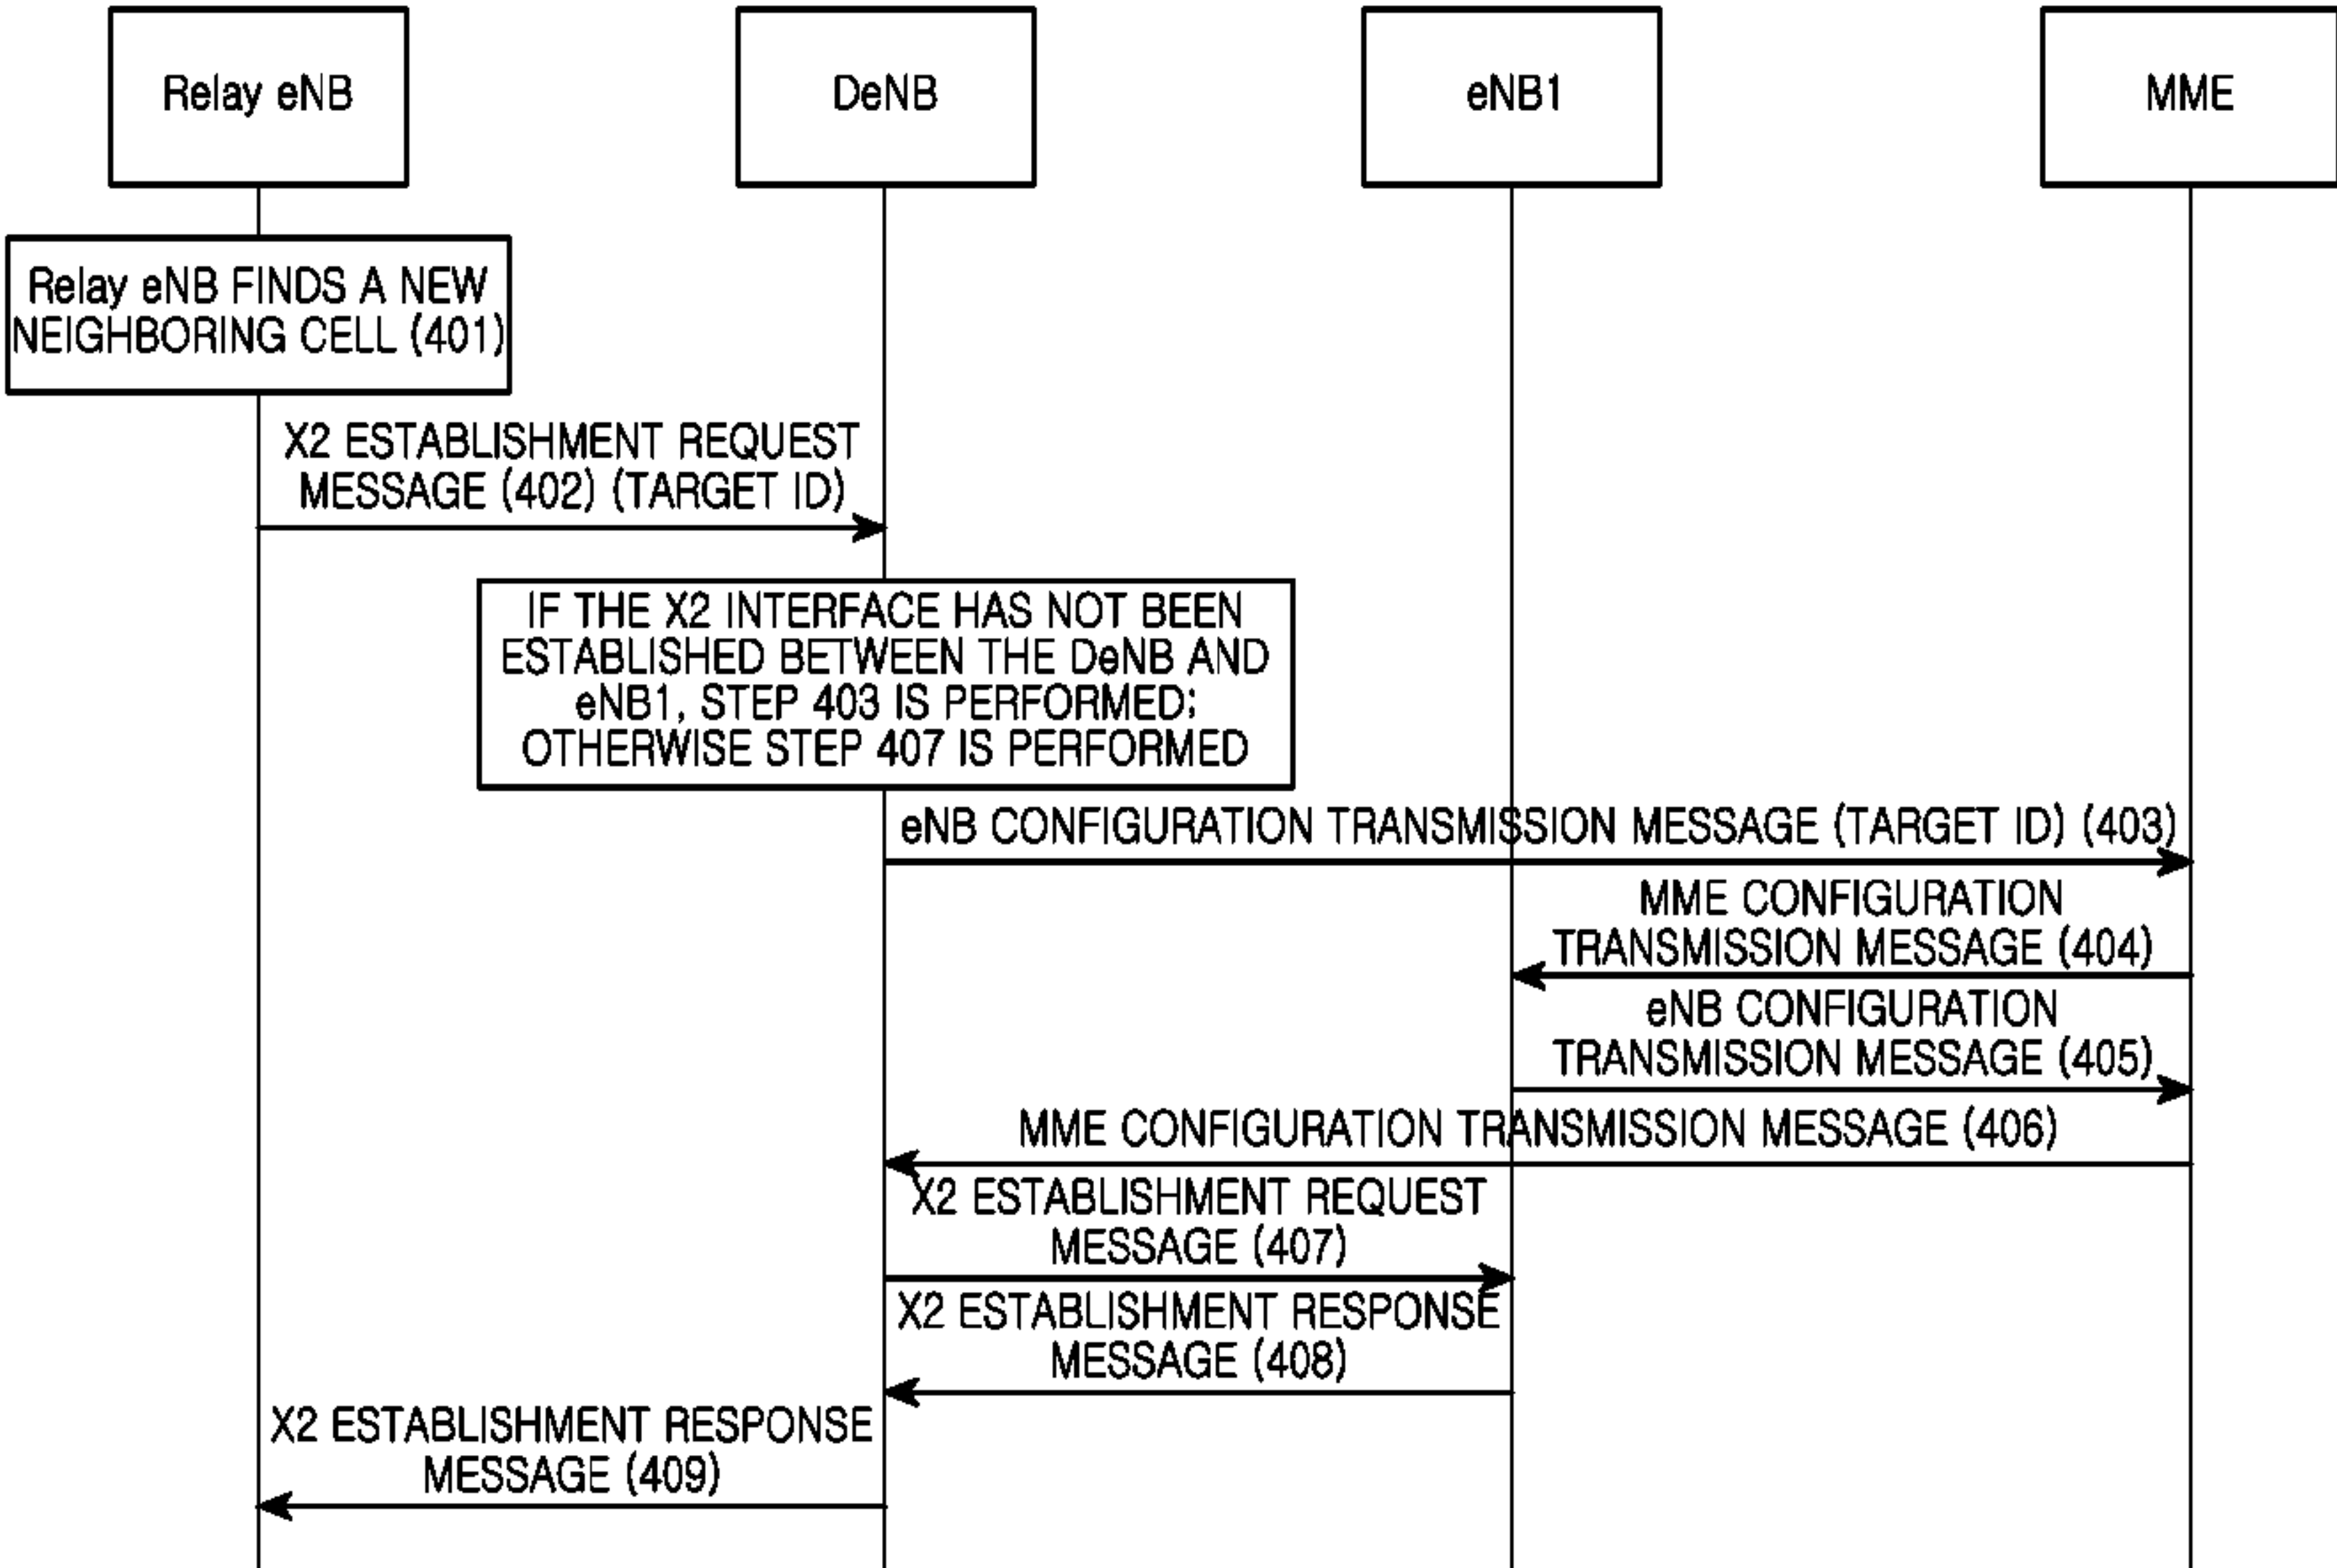 Relay eNB
DeNB
eNB1
MME
Relay eNB FINDS A NEW
NEIGHBORING CELL (401)
X2 ESTABLISHMENT REQUEST
MESSAGE (402) (TARGET ID)
IF THE X2 INTERFACE HAS NOT BEEN
ESTABLISHED BETWEEN THE DeNB AND
eNB1, STEP 403 IS PERFORMED;
OTHERWISE STEP 407 IS PERFORMED
eNB CONFIGURATION TRANSMISSION MESSAGE (TARGET ID) (403)
MME CONFIGURATION
TRANSMISSION MESSAGE (404)
eNB CONFIGURATION
TRANSMISSION MESSAGE (405)
MME CONFIGURATION TRANSMISSION MESSAGE (406)
X2 ESTABLISHMENT REQUEST
MESSAGE (407)
X2 ESTABLISHMENT RESPONSE
MESSAGE (408)
X2 ESTABLISHMENT RESPONSE
MESSAGE (409)